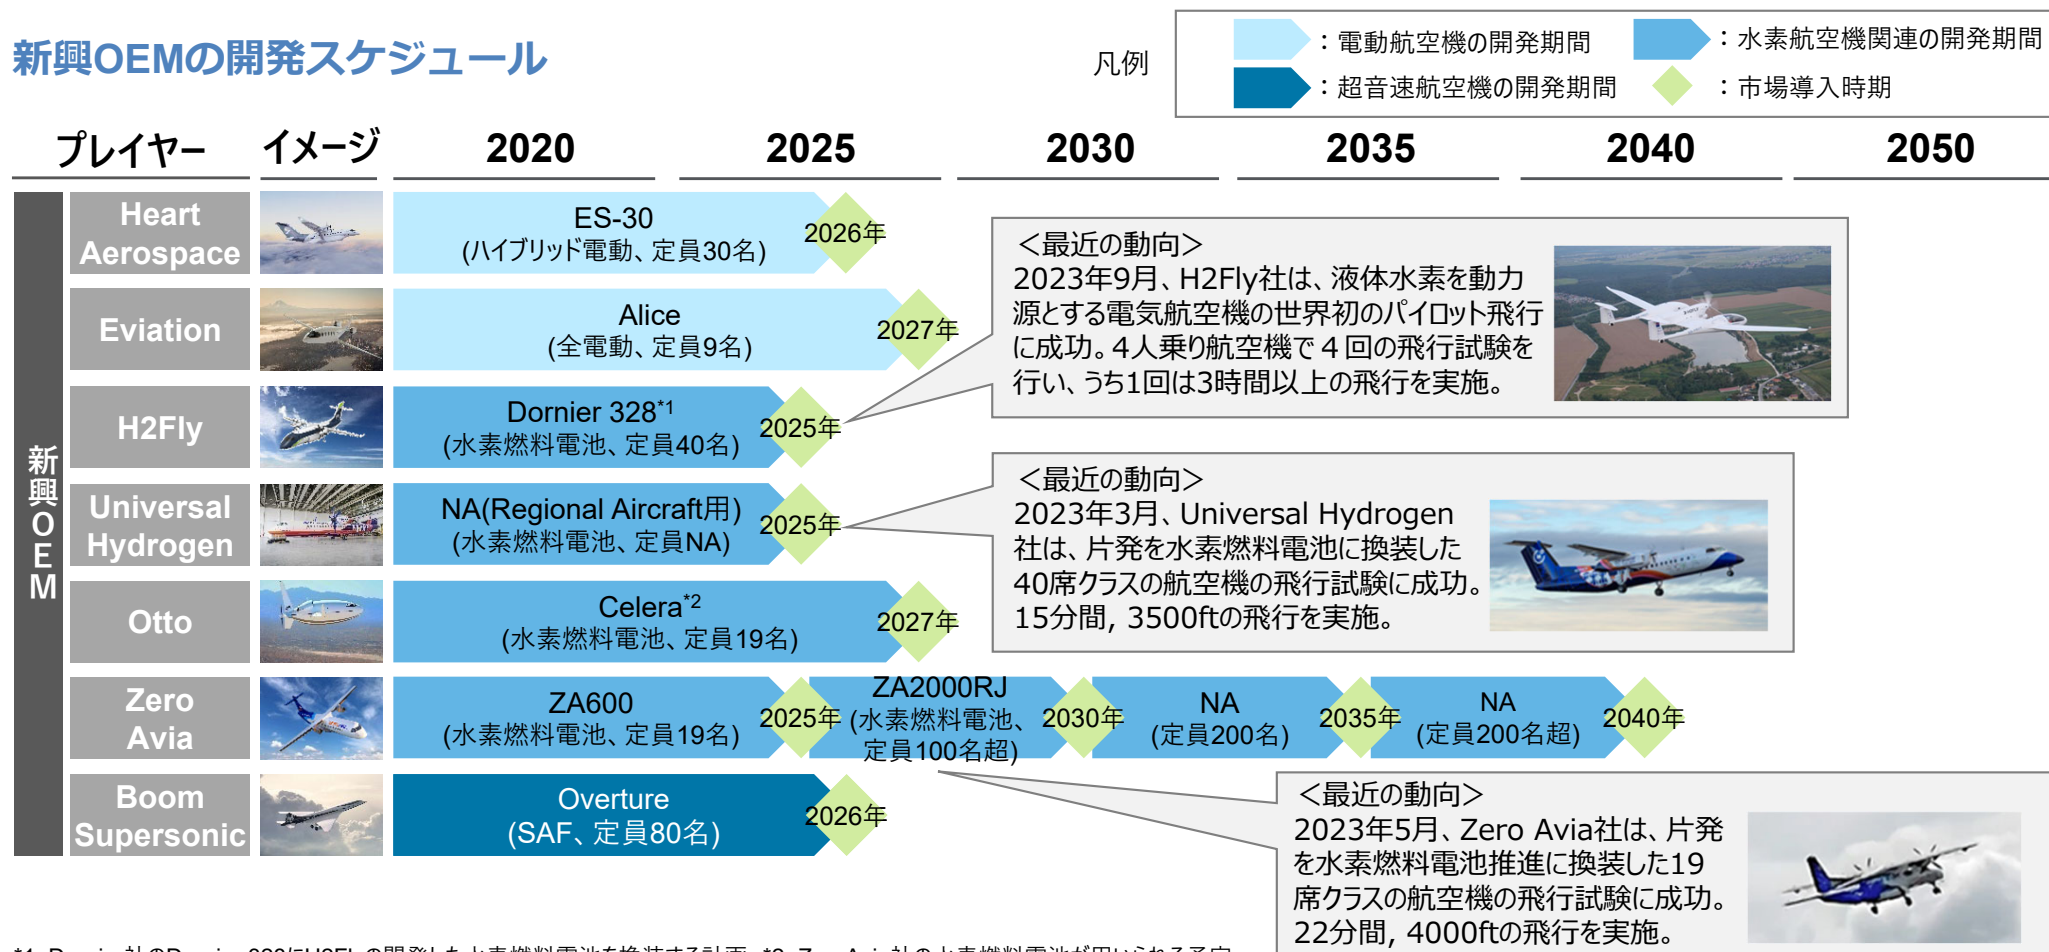 新興OEMの開発スケジュール
凡例
：電動航空機の開発期間
：水素航空機関連の開発期間
：超音速航空機の開発期間
：市場導入時期
プレイヤー
イメージ
2020
2025
2030
2035
2040
2050
新興OEM
Heart
Aerospace
ES-30
(ハイブリッド電動、定員30名)
2026年
Eviation
Alice
(全電動、定員9名)
2027年
H2Fly
Dornier 328*1
(水素燃料電池、定員40名)
2025年
Universal
Hydrogen
NA(Regional Aircraft用)
(水素燃料電池、定員NA)
2025年
Otto
Celera*2
(水素燃料電池、定員19名)
2027年
Zero
Avia
ZA600
(水素燃料電池、定員19名)
2025年
ZA2000RJ
(水素燃料電池、
定員100名超)
2030年
NA
(定員200名)
2035年
NA
(定員200名超)
2040年
Boom
Supersonic
Overture
(SAF、定員80名)
2026年
＜最近の動向＞
2023年9月、H2Fly社は、液体水素を動力
源とする電気航空機の世界初のパイロット飛行
に成功。4人乗り航空機で４回の飛行試験を
行い、うち1回は3時間以上の飛行を実施。
＜最近の動向＞
2023年3月、Universal Hydrogen
社は、片発を水素燃料電池に換装した
40席クラスの航空機の飛行試験に成功。
15分間, 3500ftの飛行を実施。
＜最近の動向＞
2023年5月、Zero Avia社は、片発
を水素燃料電池推進に換装した19
席クラスの航空機の飛行試験に成功。
22分間, 4000ftの飛行を実施。